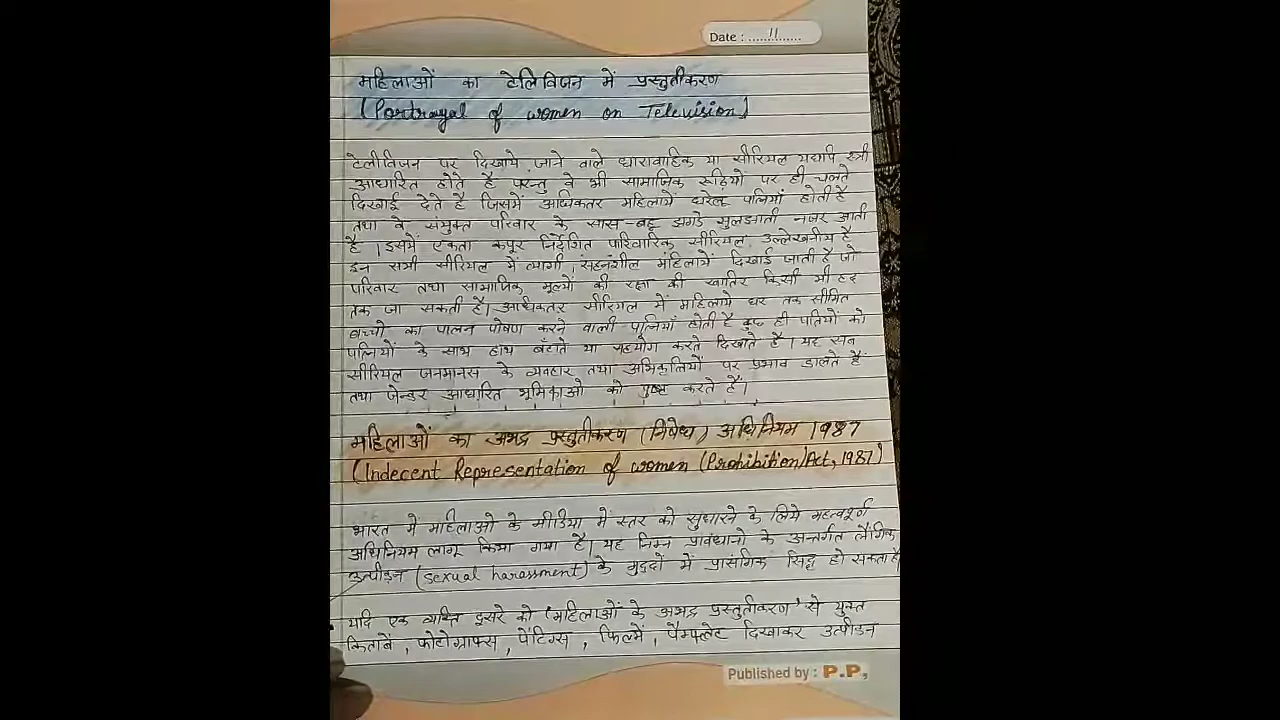 Date : ....11....
महिलाओं का टेलिविजन में प्रस्तुतीकरण
(Portrayal of women on Television)
टेलीविजन पर दिखाये जाने वाले धारावाहिक या सीरियल यद्यपि स्त्री
आधारित होते है परन्तु वे भी सामाजिक रूढ़ियों पर ही चलते
दिखाई देते है जिसमें अधिकतर महिलायें घरेलू पत्नियाँ होती है
तथा वे संयुक्त परिवार के सास-बहू झगडे सुलझाती नजर आती
है। इसमें एकता कपूर निर्देशित पारिवारिक सीरियल उल्लेखनीय है
इन सभी सीरियल में त्यागी, सहनशील महिलायें दिखाई जाती है जो
परिवार तथा सामाजिक मूल्यों की रक्षा की खातिर किसी भी हद
तक जा सकती है। अधिकतर सीरियल में महिलाये घर तक सीमित
बच्चो का पालन पोषण करने वाली पत्नियाँ होती है कुछ ही पतियों को
पत्नियों के साथ हाथ बँटाते या सहयोग करते दिखाते है। यह सब
सीरियल जनमानस के व्यवहार तथा अभिवृत्तियों पर प्रभाव डालते है
तथा जेन्डर आधारित भूमिकाओ को पुष्ट करते है।
महिलाओं का अभद्र प्रस्तुतीकरण (निषेध) अधिनियम 1987
(Indecent Representation of women (Prohibition) Act, 1987)
भारत में महिलाओ के मीडिया में स्तर को सुधारने के लिये महत्वपूर्ण
अधिनियम लागू किया गया है। यह निम्न प्रावधानो के अन्तर्गत लैंगिक
उत्पीड़न (sexual harassment) के मुद्दों में प्रासंगिक सिद्ध हो सकता है
यदि एक व्यक्ति दूसरे को 'महिलाओं के अभद्र प्रस्तुतीकरण' से युक्त
किताबें, फोटोग्राफ्स, पेंटिग्स, फिल्में, पैम्फ्लेट दिखाकर उत्पीडन
Published by : P.P,